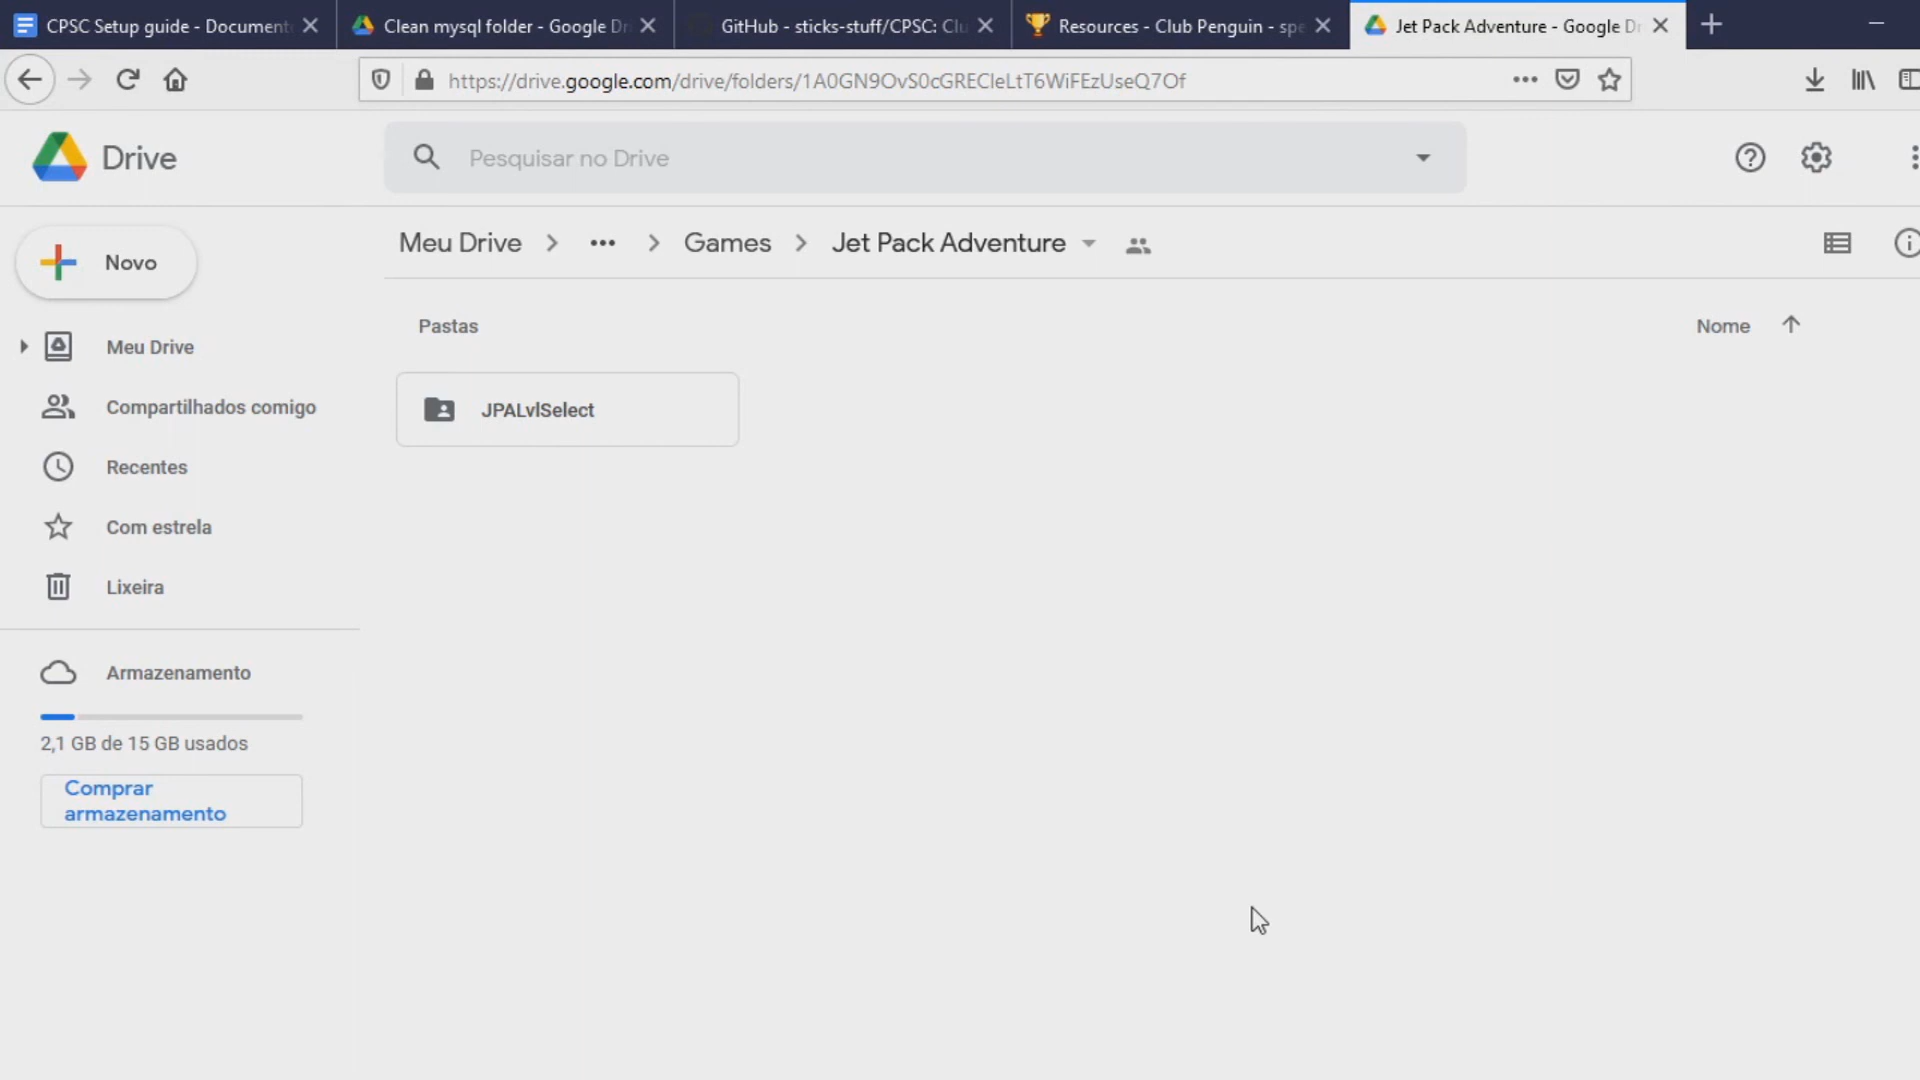 CPSC Setup guide - Document
Clean mysql folder - Google Dr
GitHub - sticks-stuff/CPSC: Clu
Resources - Club Penguin - spe
Jet Pack Adventure - Google Dr
https://drive.google.com/drive/folders/1A0GN9OvS0cGRECleLtT6WiFEzUseQ7Of
Drive
Pesquisar no Drive
Novo
Meu Drive
Games
Jet Pack Adventure
Pastas
Nome
JPALvlSelect
Meu Drive
Compartilhados comigo
Recentes
Com estrela
Lixeira
Armazenamento
2,1 GB de 15 GB usados
Comprar
armazenamento